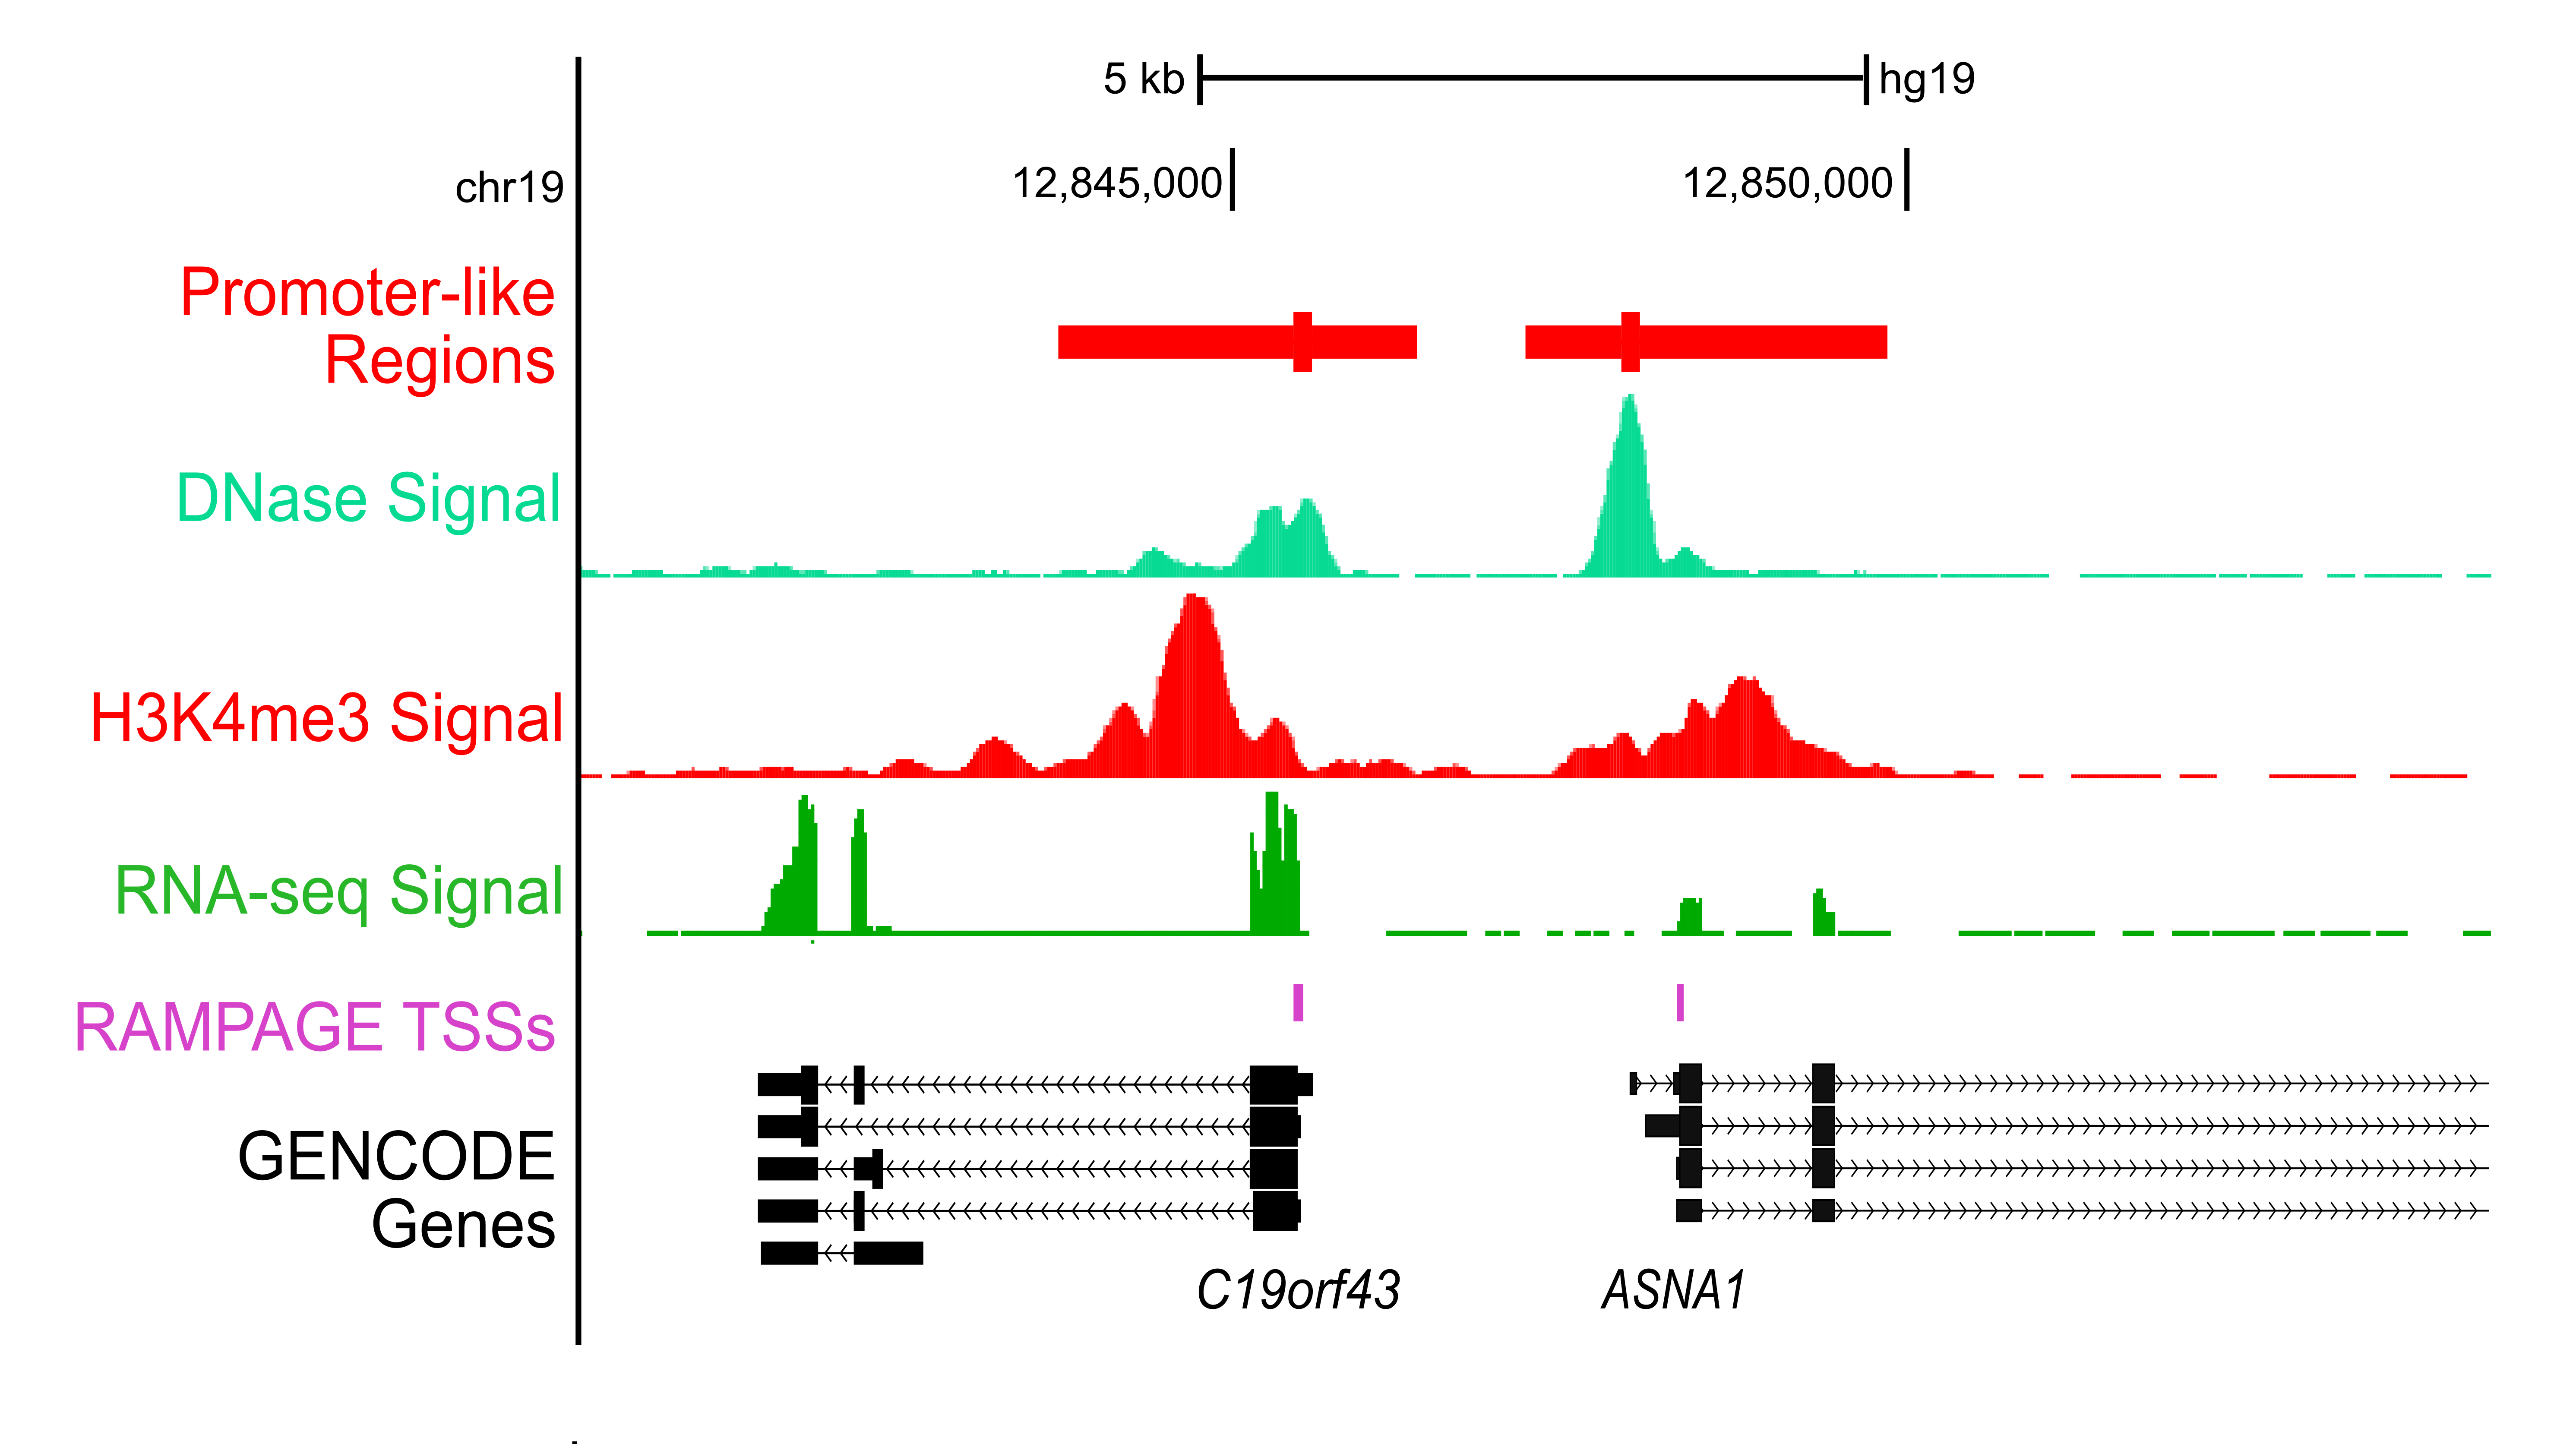 5 kb hg19
chr19 12,845,000 12,850,000
Promoter-like
Regions
DNase Signal
H3K4me3 Signal
RNA-seq Signal
RAMPAGE TSSs
GENCODE
Genes
C19orf43 ASNA1